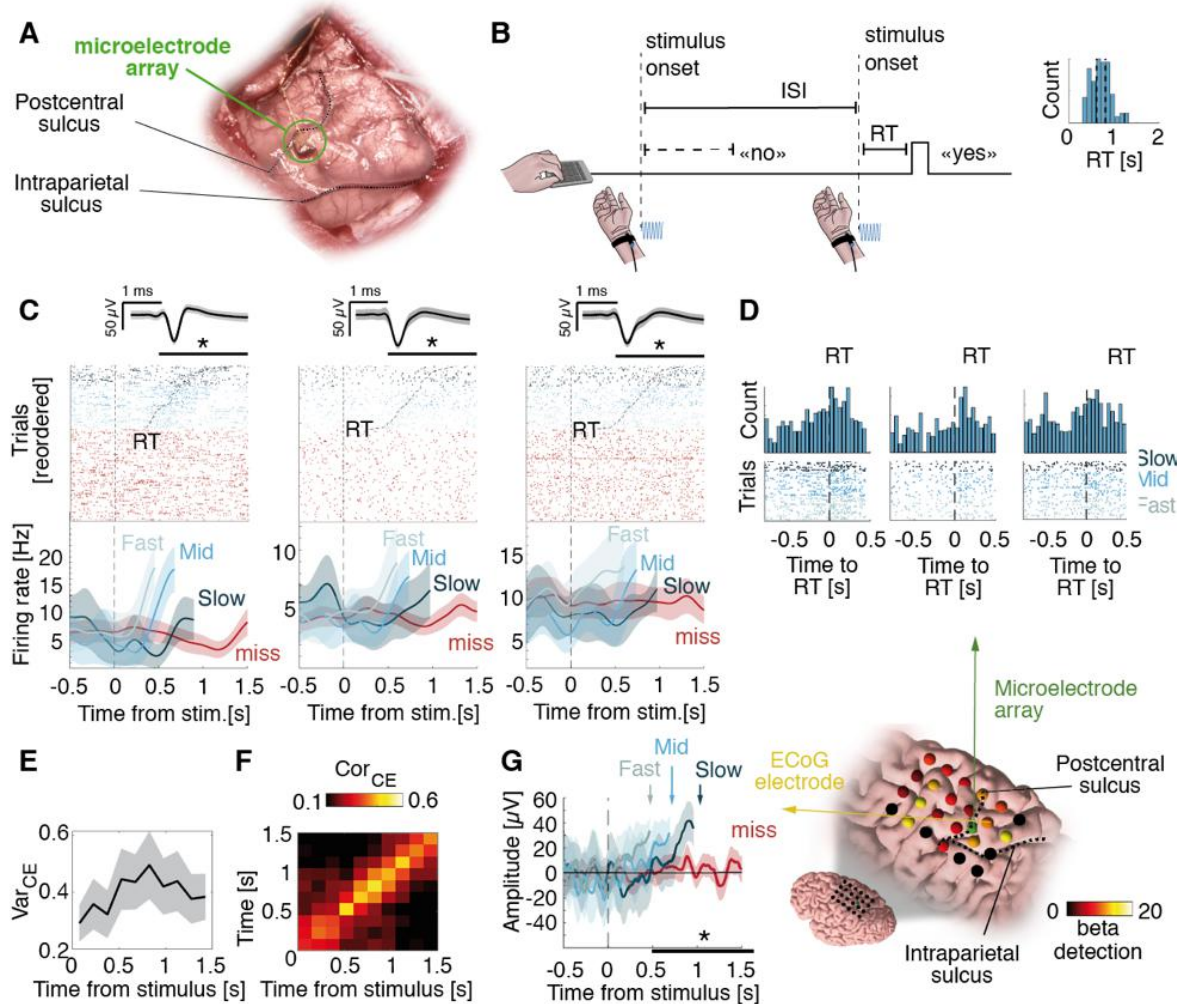 A
microelectrode
array
Postcentral
sulcus
Intraparietal
sulcus
B
stimulus
onset
stimulus
onset
ISI
RT
«no»
«yes»
Count
0 1 2
RT [s]
C
1 ms
50 µV
*
1 ms
50 µV
*
1 ms
50 µV
*
Trials
[reordered]
RT
RT
RT
Firing rate [Hz]
20
15
10
5
Fast
Mid
Slow
miss
10
5
Fast
Mid
Slow
miss
15
10
5
Fast
Mid
Slow
miss
-0.5 0 0.5 1 1.5
Time from stim.[s]
-0.5 0 0.5 1 1.5
Time from stim.[s]
-0.5 0 0.5 1 1.5
Time from stim.[s]
D
RT
RT
RT
Count
Trials
Slow
Mid
Fast
-0.5 0 0.5
Time to
RT [s]
-0.5 0 0.5
Time to
RT [s]
-0.5 0 0.5
Time to
RT [s]
E
Var CE
0.6
0.4
0.2
0 0.5 1 1.5
Time from stimulus [s]
F
Cor CE
0.1 0.6
Time [s]
1.5
1
0.5
0
0 0.5 1 1.5
Time from stimulus [s]
G
Mid
Fast
Slow
miss
Amplitude [µV]
60
40
20
0
-20
-40
*
-0.5 0 0.5 1 1.5
Time from stimulus [s]
Microelectrode
array
ECoG
electrode
Postcentral
sulcus
Intraparietal
sulcus
0 20
beta
detection